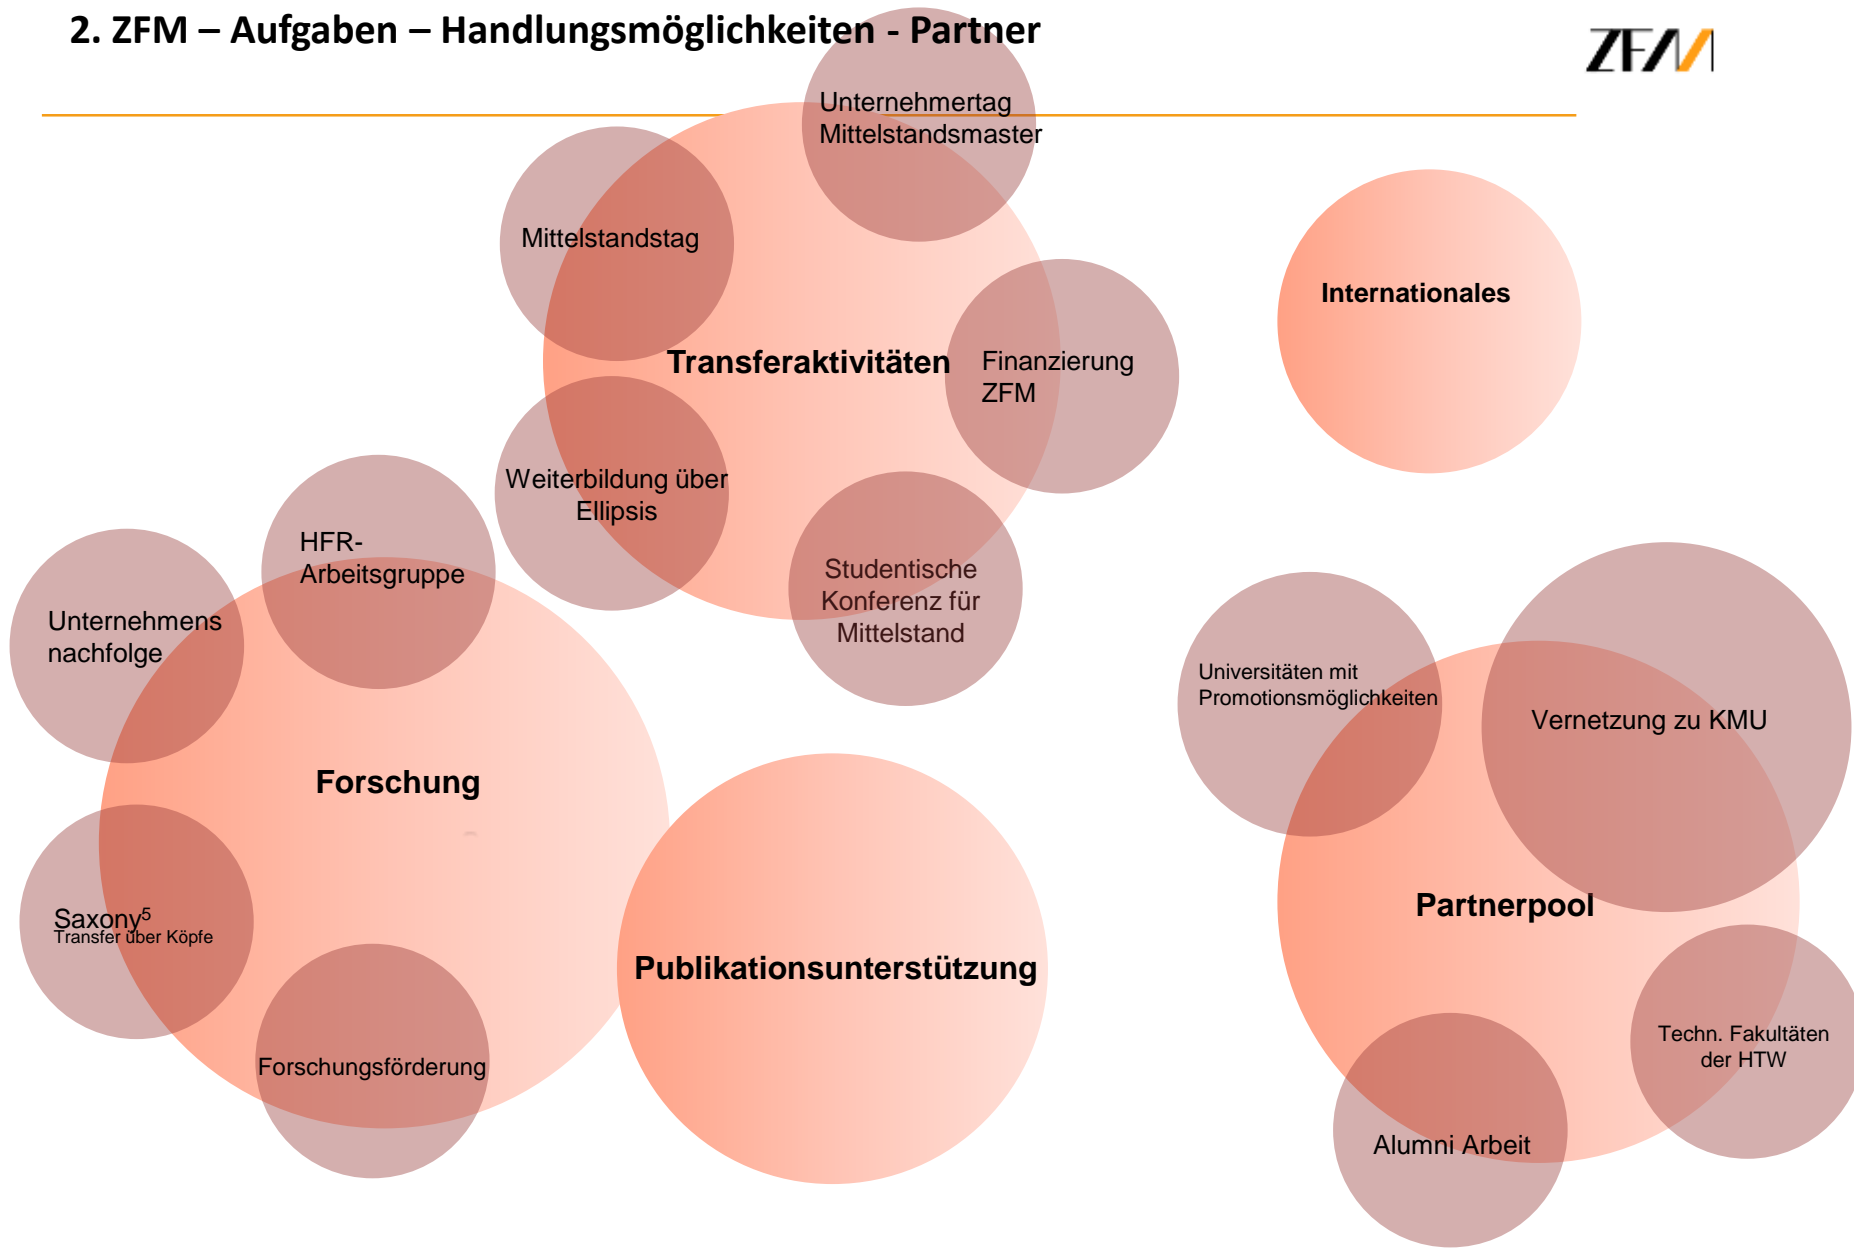 2. ZFM – Aufgaben – Handlungsmöglichkeiten - Partner
ZFM
Unternehmertag
Mittelstandsmaster
Mittelstandstag
Transferaktivitäten
Finanzierung
ZFM
Weiterbildung über
Ellipsis
Studentische
Konferenz für
Mittelstand
Internationales
HFR-
Arbeitsgruppe
Unternehmens
nachfolge
Forschung
Saxony⁵
Transfer über Köpfe
Forschungsförderung
Publikationsunterstützung
Universitäten mit
Promotionsmöglichkeiten
Vernetzung zu KMU
Partnerpool
Techn. Fakultäten
der HTW
Alumni Arbeit